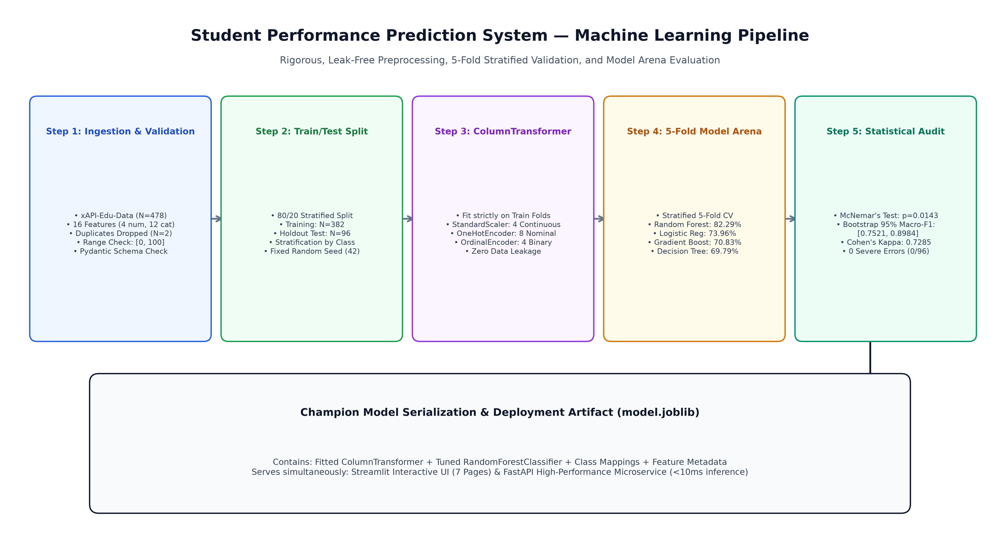 Student Performance Prediction System — Machine Learning Pipeline
Rigorous, Leak-Free Preprocessing, 5-Fold Stratified Validation, and Model Arena Evaluation
Step 1: Ingestion & Validation
• xAPI-Edu-Data (N=478)
• 16 Features (4 num, 12 cat)
• Duplicates Dropped (N=2)
• Range Check: [0, 100]
• Pydantic Schema Check
Step 2: Train/Test Split
• 80/20 Stratified Split
• Training: N=382
• Holdout Test: N=96
• Stratification by Class
• Fixed Random Seed (42)
Step 3: ColumnTransformer
• Fit strictly on Train Folds
• StandardScaler: 4 Continuous
• OneHotEncoder: 8 Nominal
• OrdinalEncoder: 4 Binary
• Zero Data Leakage
Step 4: 5-Fold Model Arena
• Stratified 5-Fold CV
• Random Forest: 82.29%
• Logistic Reg: 73.96%
• Gradient Boost: 70.83%
• Decision Tree: 69.79%
Step 5: Statistical Audit
• McNemar's Test: p=0.0143
• Bootstrap 95% Macro-F1:
[0.7521, 0.8984]
• Cohen's Kappa: 0.7285
• 0 Severe Errors (0/96)
Champion Model Serialization & Deployment Artifact (model.joblib)
Contains: Fitted ColumnTransformer + Tuned RandomForestClassifier + Class Mappings + Feature Metadata
Serves simultaneously: Streamlit Interactive UI (7 Pages) & FastAPI High-Performance Microservice (<10ms inference)